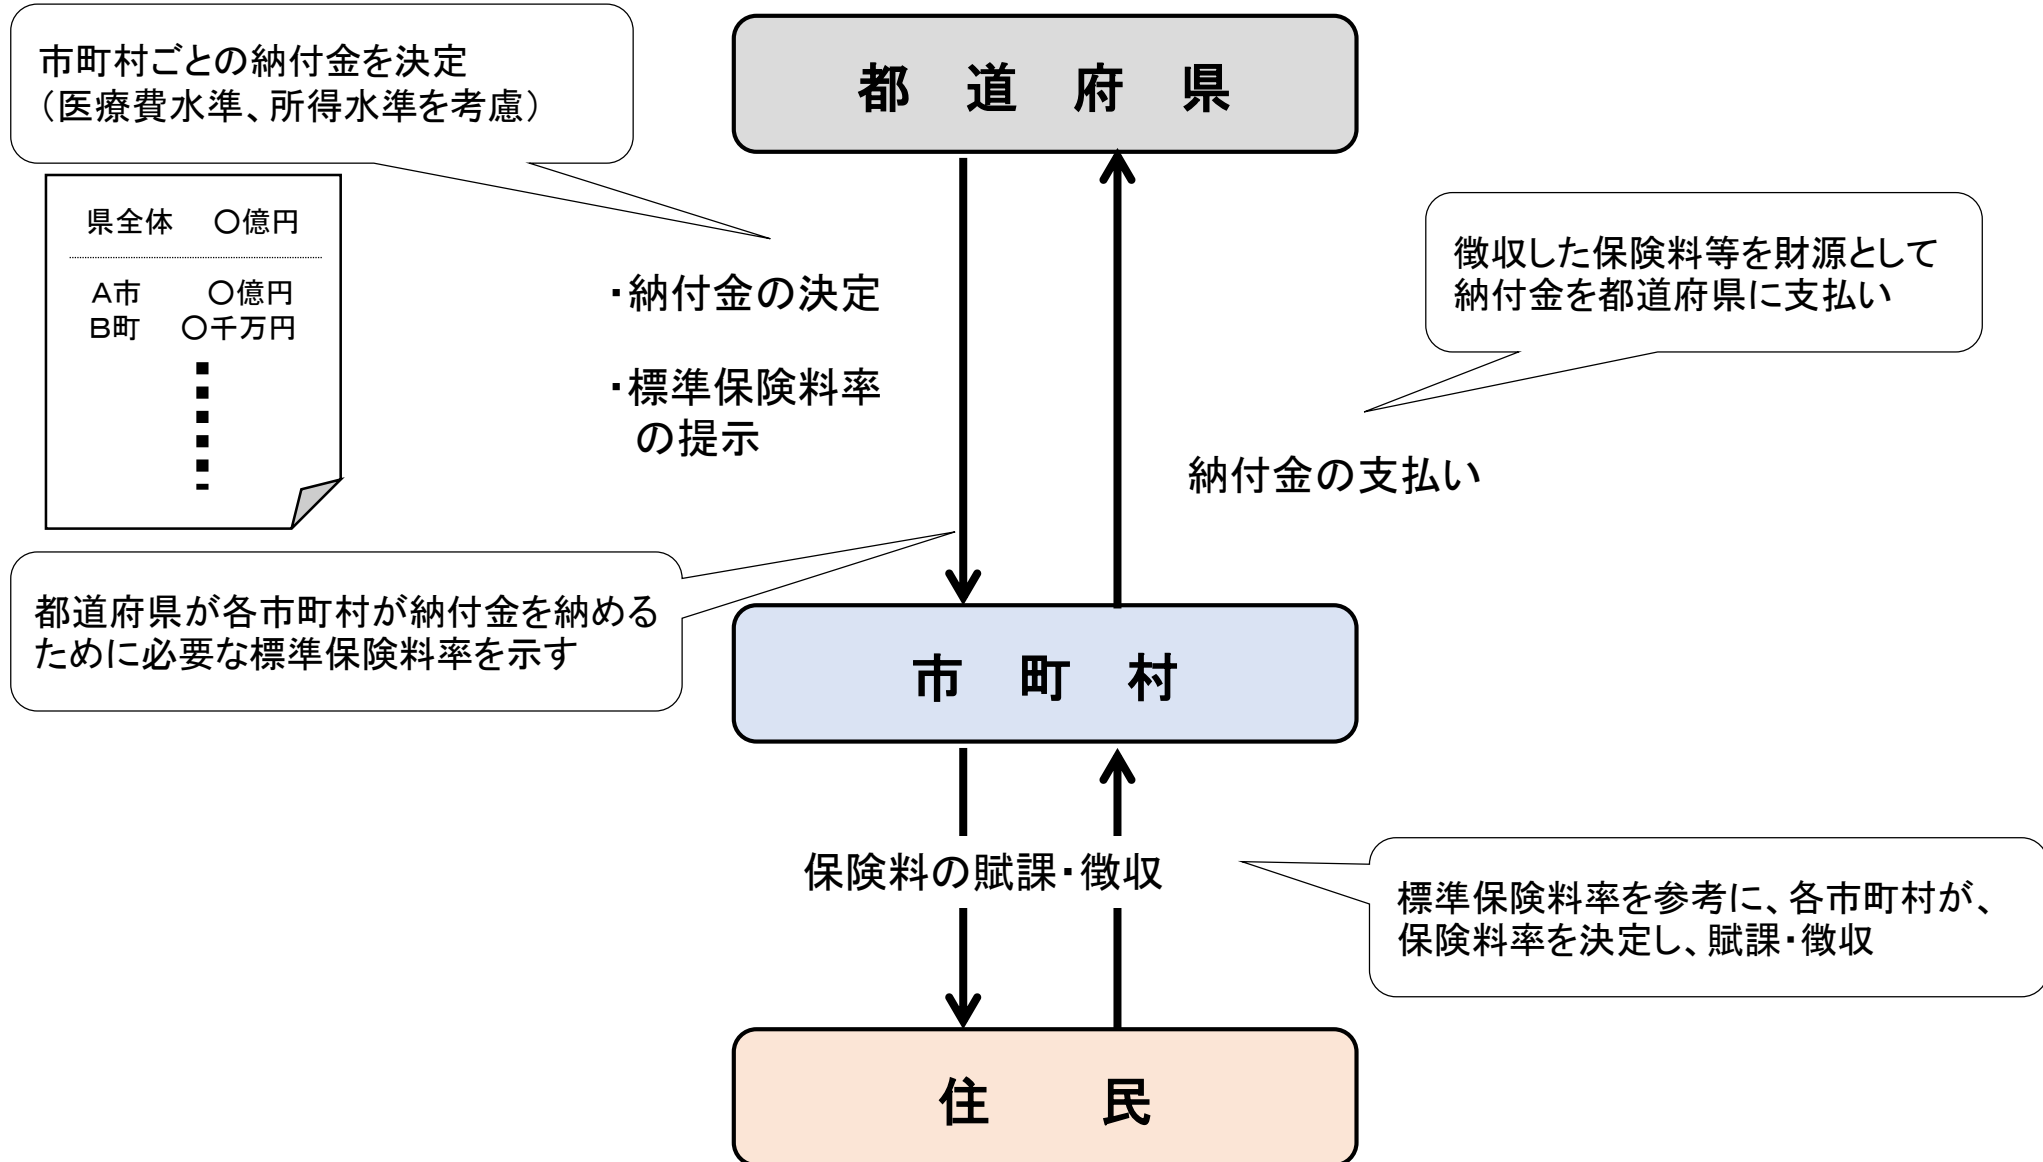 市町村ごとの納付金を決定
（医療費水準、所得水準を考慮）
都　道　府　県
県全体　〇億円
A市　〇億円
B町　〇千万円
・納付金の決定
・標準保険料率
の提示
徴収した保険料等を財源として
納付金を都道府県に支払い
納付金の支払い
都道府県が各市町村が納付金を納める
ために必要な標準保険料率を示す
市　町　村
保険料の賦課・徴収
標準保険料率を参考に、各市町村が、
保険料率を決定し、賦課・徴収
住　民